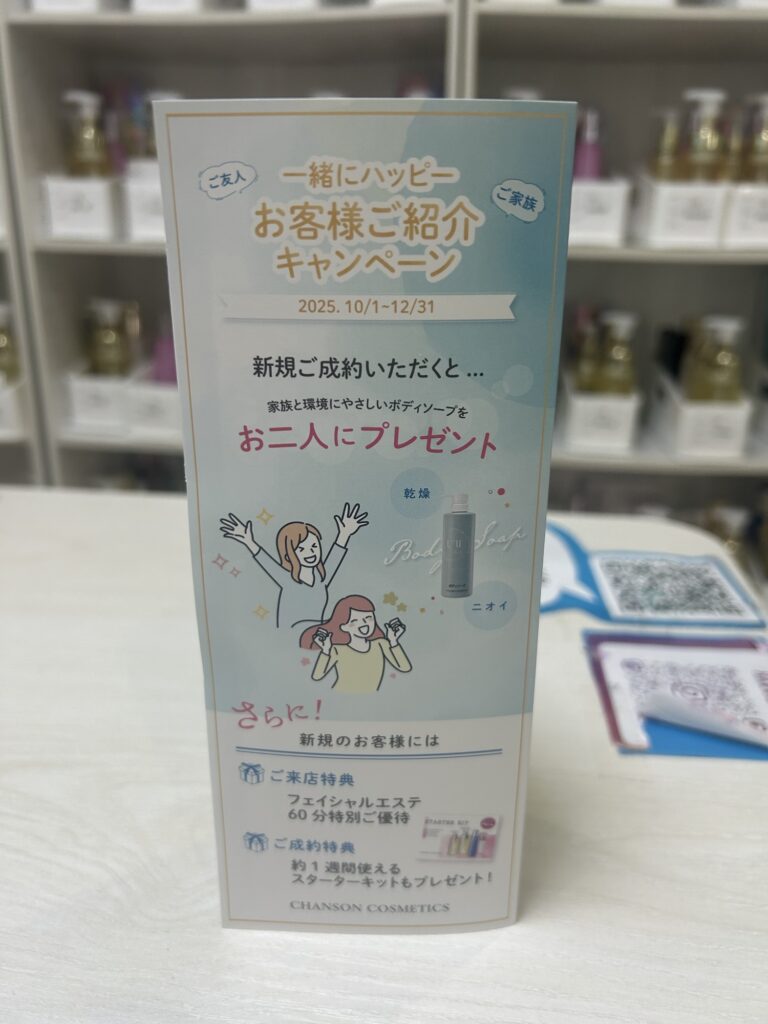 ご友人
一緒にハッピー
ご家族
お客様ご紹介
キャンペーン
2025. 10/1~12/31
新規ご成約いただくと…
家族と環境にやさしいボディソープを
お二人にプレゼント
乾燥
Body Soap
ニオイ
さらに!
新規のお客様には
ご来店特典
フェイシャルエステ
60分特別ご優待
ご成約特典
STARTER KIT
約1週間使える
スターターキットもプレゼント!
CHANSON COSMETICS